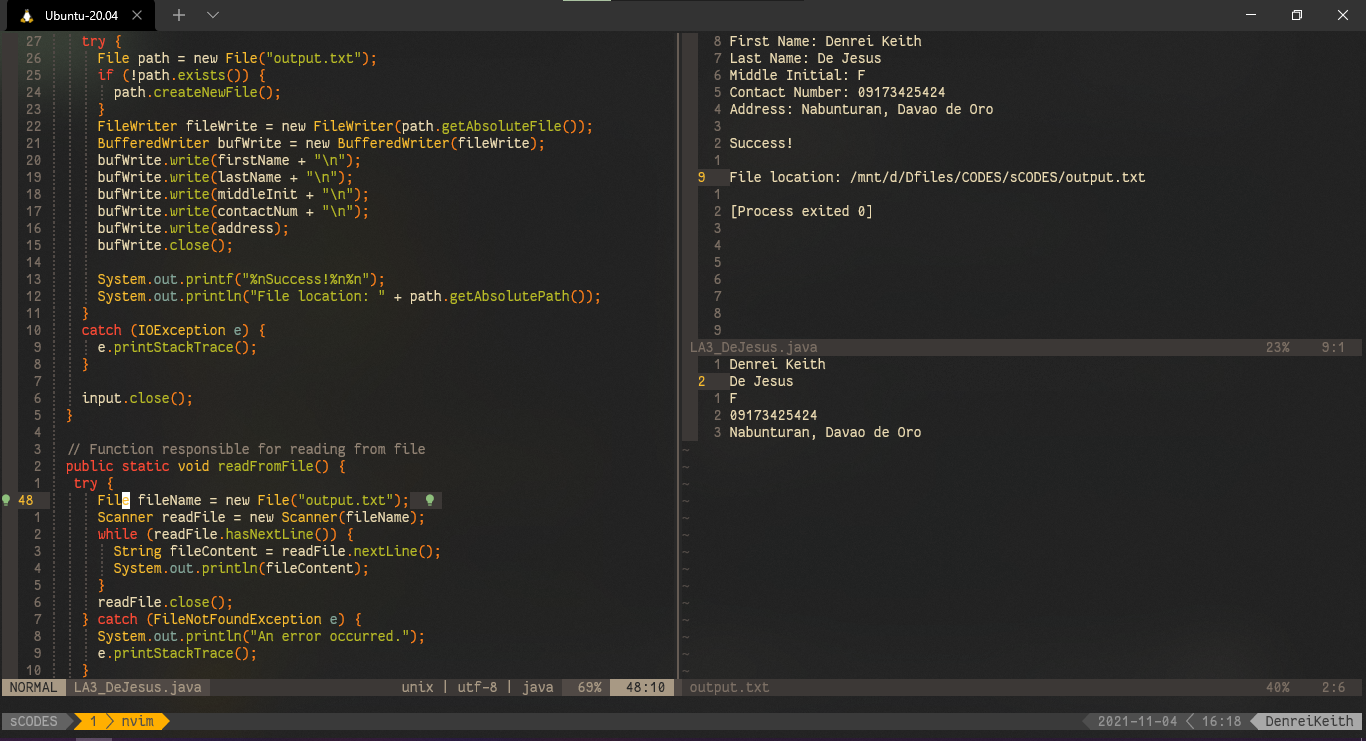 Ubuntu-20.04
27 try {
26 File path = new File("output.txt");
25 if (!path.exists()) {
24 path.createNewFile();
23 }
22 FileWriter fileWrite = new FileWriter(path.getAbsoluteFile());
21 BufferedWriter bufWrite = new BufferedWriter(fileWrite);
20 bufWrite.write(firstName + "\n");
19 bufWrite.write(lastName + "\n");
18 bufWrite.write(middleInit + "\n");
17 bufWrite.write(contactNum + "\n");
16 bufWrite.write(address);
15 bufWrite.close();
14
13 System.out.printf("%nSuccess!%n%n");
12 System.out.println("File location: " + path.getAbsolutePath());
11 }
10 catch (IOException e) {
9 e.printStackTrace();
8 }
7
6 input.close();
5 }
4
3 // Function responsible for reading from file
2 public static void readFromFile() {
1 try {
48 File fileName = new File("output.txt");
1 Scanner readFile = new Scanner(fileName);
2 while (readFile.hasNextLine()) {
3 String fileContent = readFile.nextLine();
4 System.out.println(fileContent);
5 }
6 readFile.close();
7 } catch (FileNotFoundException e) {
8 System.out.println("An error occurred.");
9 e.printStackTrace();
10 }
NORMAL LA3_DeJesus.java unix | utf-8 | java 69% 48:10
8 First Name: Denrei Keith
7 Last Name: De Jesus
6 Middle Initial: F
5 Contact Number: 09173425424
4 Address: Nabunturan, Davao de Oro
3
2 Success!
1
9 File location: /mnt/d/Dfiles/CODES/sCODES/output.txt
1
2 [Process exited 0]
3
4
5
6
7
8
9
LA3_DeJesus.java 23% 9:1
1 Denrei Keith
2 De Jesus
1 F
2 09173425424
3 Nabunturan, Davao de Oro
~
~
~
~
~
~
~
~
~
~
~
~
~
~
output.txt 40% 2:6
sCODES 1 nvim 2021-11-04 16:18 DenreiKeith